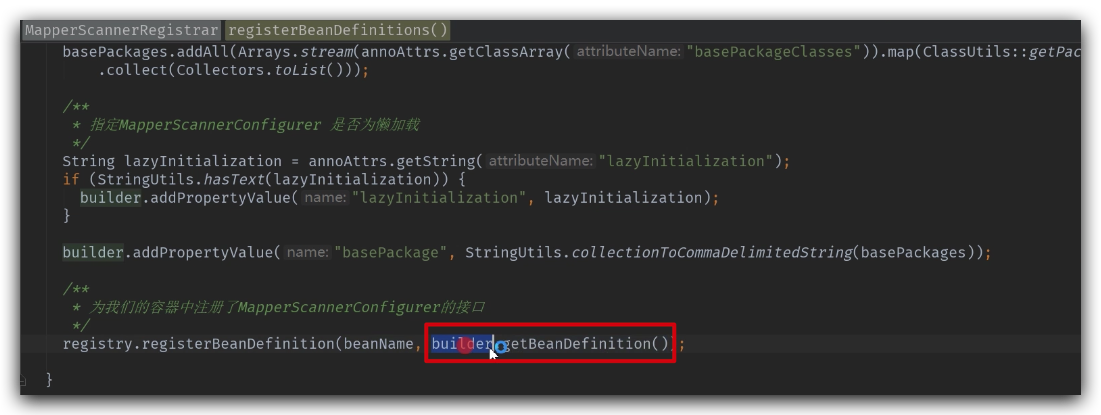 MapperScannerRegistrar registerBeanDefinitions()
basePackages.addAll(Arrays.stream(annoAttrs.getClassArray( attributeName: "basePackageClasses")).map(ClassUtils::getPac
.collect(Collectors.toList()));
/**
* 指定MapperScannerConfigurer 是否为懒加载
*/
String lazyInitialization = annoAttrs.getString( attributeName: "lazyInitialization");
if (StringUtils.hasText(lazyInitialization)) {
builder.addPropertyValue( name: "lazyInitialization", lazyInitialization);
}
builder.addPropertyValue( name: "basePackage", StringUtils.collectionToCommaDelimitedString(basePackages));
/**
* 为我们的容器中注册了MapperScannerConfigurer的接口
*/
registry.registerBeanDefinition(beanName, builder.getBeanDefinition());
}